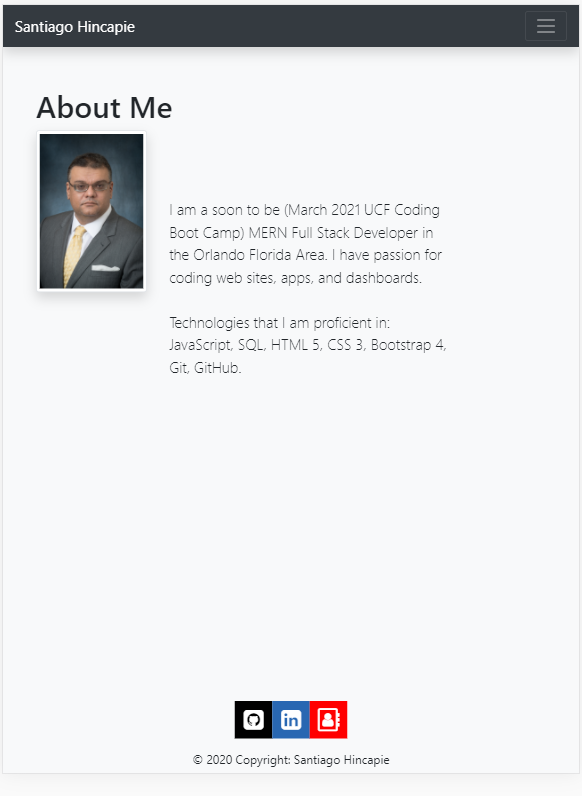 Santiago Hincapie
About Me
I am a soon to be (March 2021 UCF Coding
Boot Camp) MERN Full Stack Developer in
the Orlando Florida Area. I have passion for
coding web sites, apps, and dashboards.
Technologies that I am proficient in:
JavaScript, SQL, HTML 5, CSS 3, Bootstrap 4,
Git, GitHub.
in
© 2020 Copyright: Santiago Hincapie